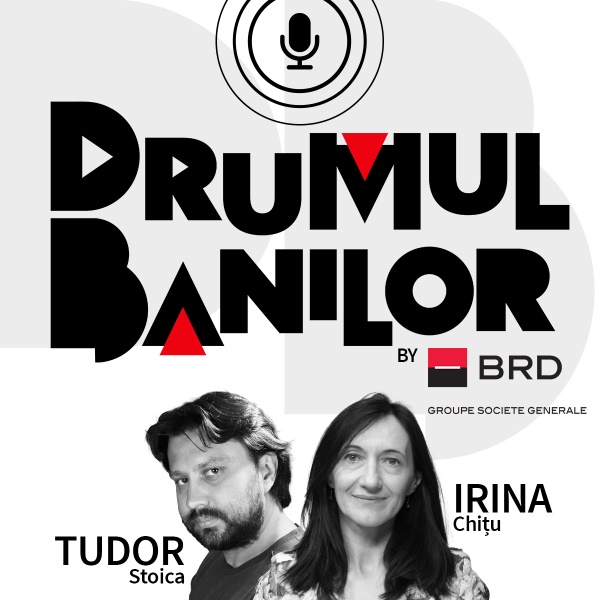 DRUMUL
BANILOR
BY BRD
GROUPE SOCIETE GENERALE
IRINA
Chițu
TUDOR
Stoica